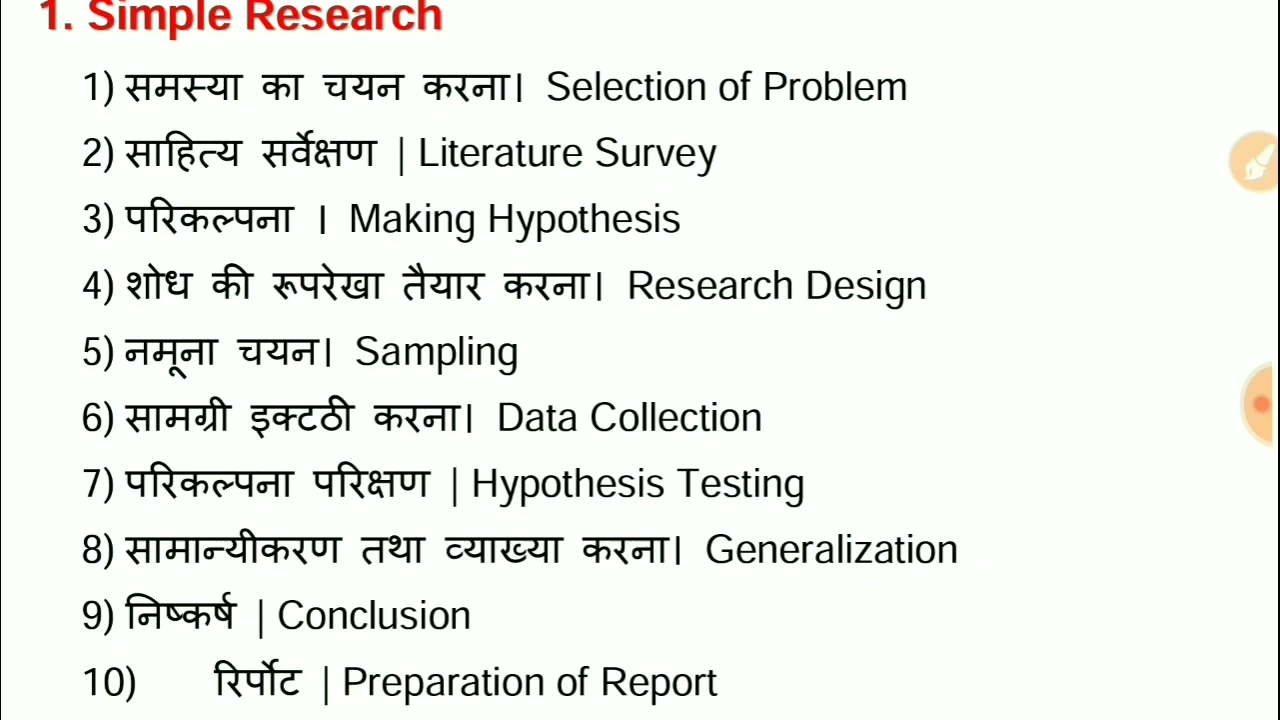 1. Simple Research
1) समस्या का चयन करना। Selection of Problem
2) साहित्य सर्वेक्षण | Literature Survey
3) परिकल्पना । Making Hypothesis
4) शोध की रूपरेखा तैयार करना। Research Design
5) नमूना चयन। Sampling
6) सामग्री इक्टठी करना। Data Collection
7) परिकल्पना परिक्षण | Hypothesis Testing
8) सामान्यीकरण तथा व्याख्या करना। Generalization
9) निष्कर्ष | Conclusion
10) रिर्पोट | Preparation of Report